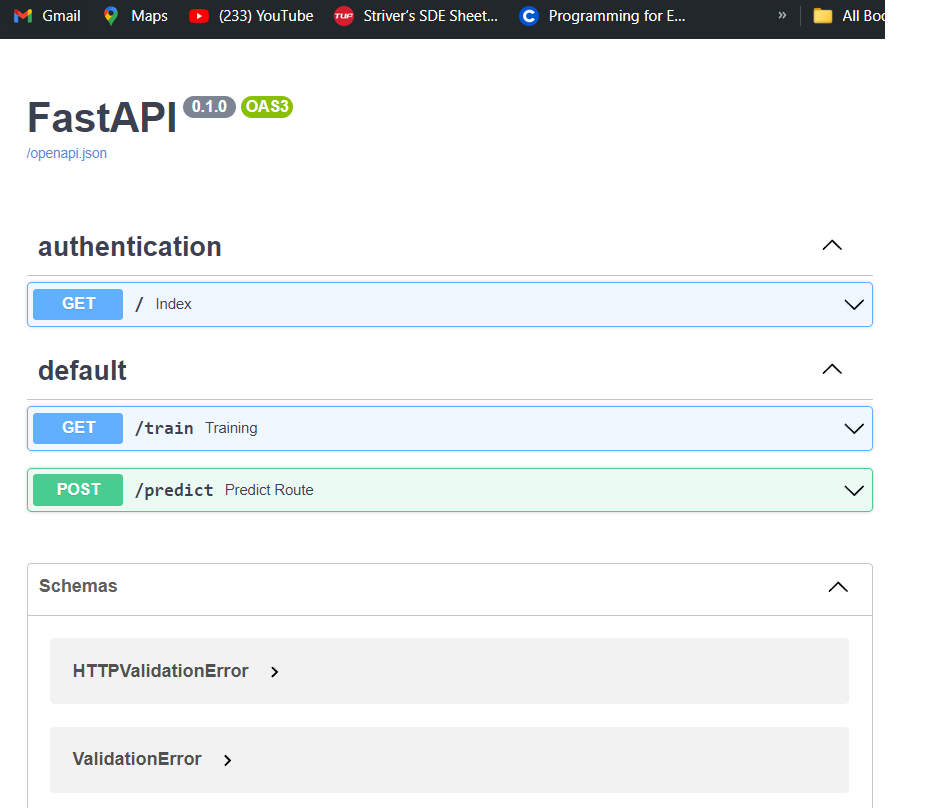 Gmail Maps (233) YouTube TUF Striver's SDE Sheet... C Programming for E... » All Boo
FastAPI 0.1.0 OAS3
/openapi.json
authentication
GET / Index
default
GET /train Training
POST /predict Predict Route
Schemas
HTTPValidationError
ValidationError